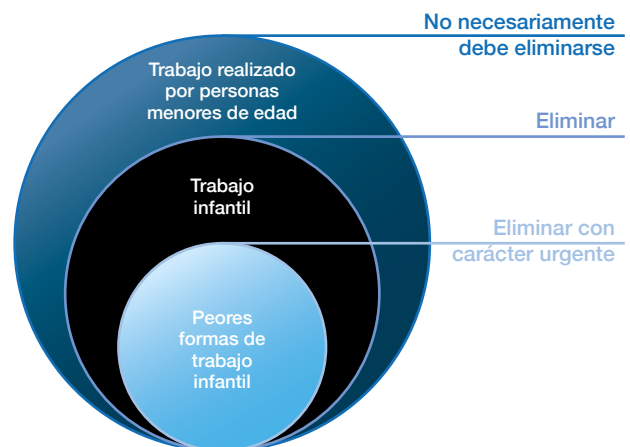 No necesariamente
debe eliminarse
Trabajo realizado
por personas
menores de edad
Eliminar
Trabajo
infantil
Eliminar con
carácter urgente
Peores
formas de
trabajo
infantil